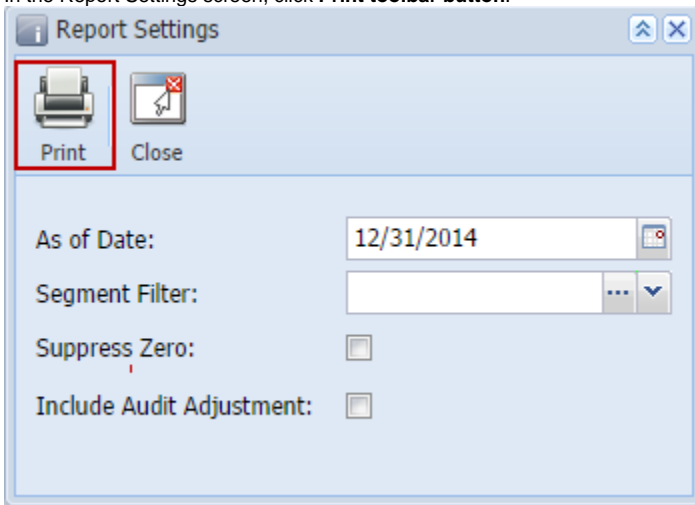 In the Report Settings screen, click Print toolbar button.
Report Settings
Print Close
As of Date: 12/31/2014
Segment Filter:
Suppress Zero:
Include Audit Adjustment: